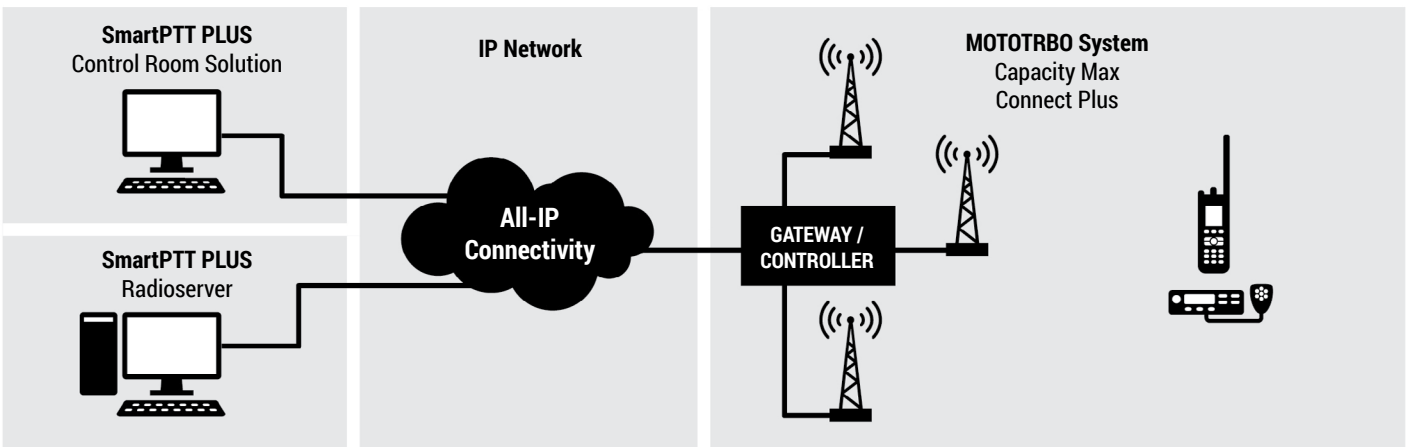 SmartPTT PLUS
Control Room Solution
SmartPTT PLUS
Radioserver
IP Network
All-IP
Connectivity
MOTOTRBO System
Capacity Max
Connect Plus
GATEWAY /
CONTROLLER